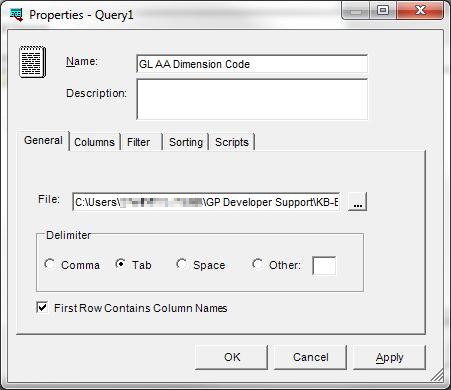 Properties - Query1
Name: GL AA Dimension Code
Description:
General Columns Filter Sorting Scripts
File: C:\Users\ \GP Developer Support\KB-E ...
Delimiter
Comma Tab Space Other:
First Row Contains Column Names
OK Cancel Apply